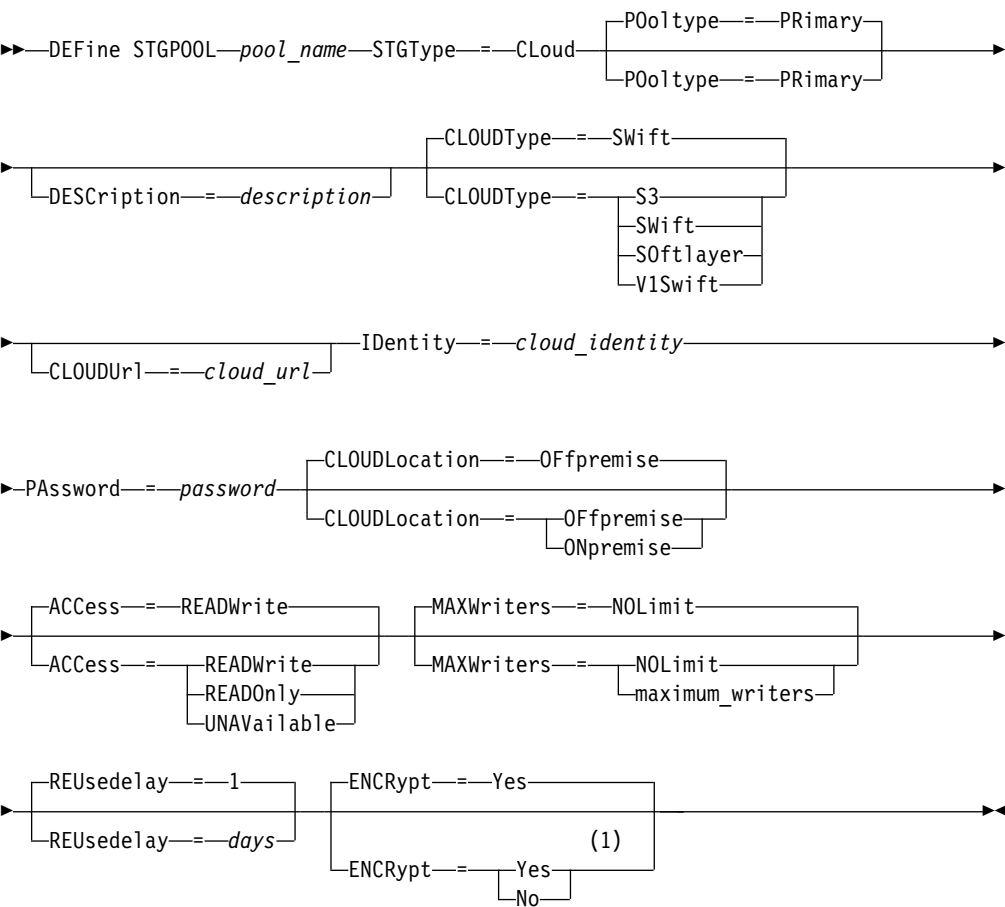 POoltype = PRimary
DEFine STGPOOL pool_name STGType = CLoud
POoltype = PRimary
CLOUDType = SWift
DESCription = description
CLOUDType = S3
SWift
SOftlayer
V1Swift
IDentity = cloud_identity
CLOUDUrl = cloud_url
CLOUDLocation = OFfpremise
PAssword = password
CLOUDLocation = OFfpremise
ONpremise
ACCess = READWrite MAXWriters = NOLimit
ACCess = READWrite MAXWriters = NOLimit
READOnly maximum_writers
UNAVailable
REUsedelay = 1 ENCRypt = Yes
REUsedelay = days (1)
ENCRypt = Yes
No